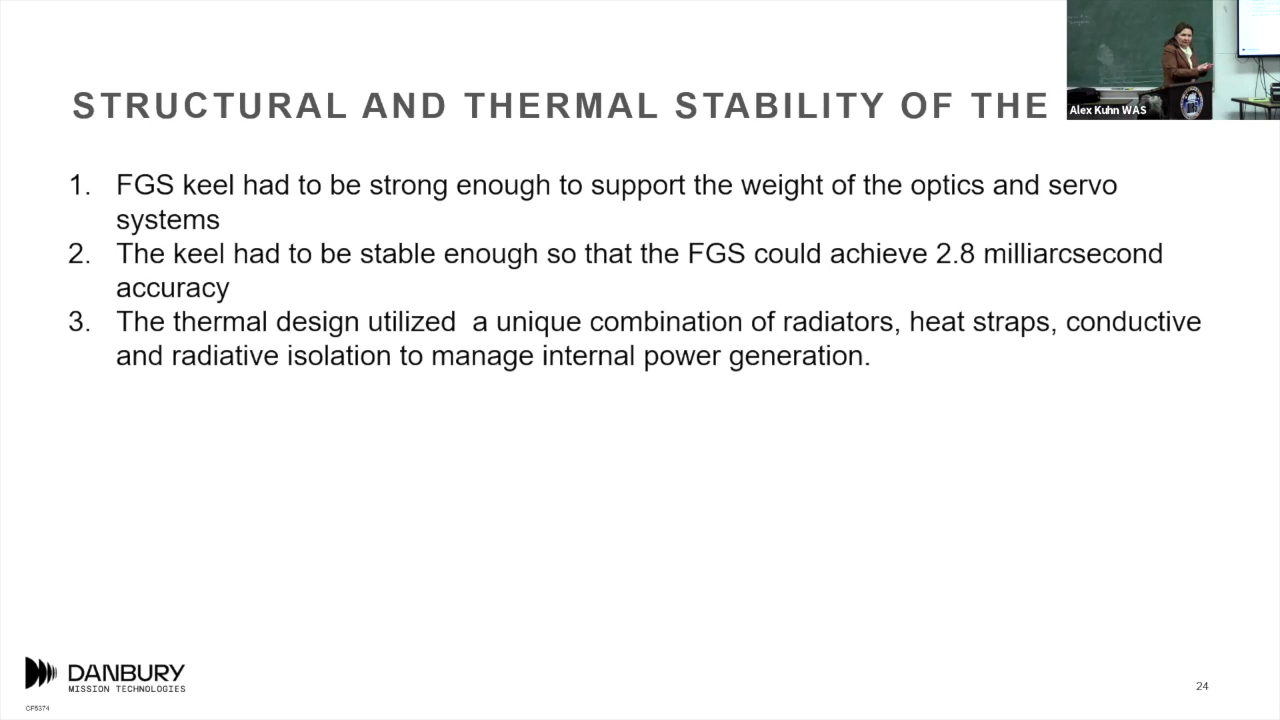 STRUCTURAL AND THERMAL STABILITY OF THE
Alex Kuhn WAS
1. FGS keel had to be strong enough to support the weight of the optics and servo
systems
2. The keel had to be stable enough so that the FGS could achieve 2.8 milliarcsecond
accuracy
3. The thermal design utilized a unique combination of radiators, heat straps, conductive
and radiative isolation to manage internal power generation.
DANBURY
MISSION TECHNOLOGIES
24
CF5374